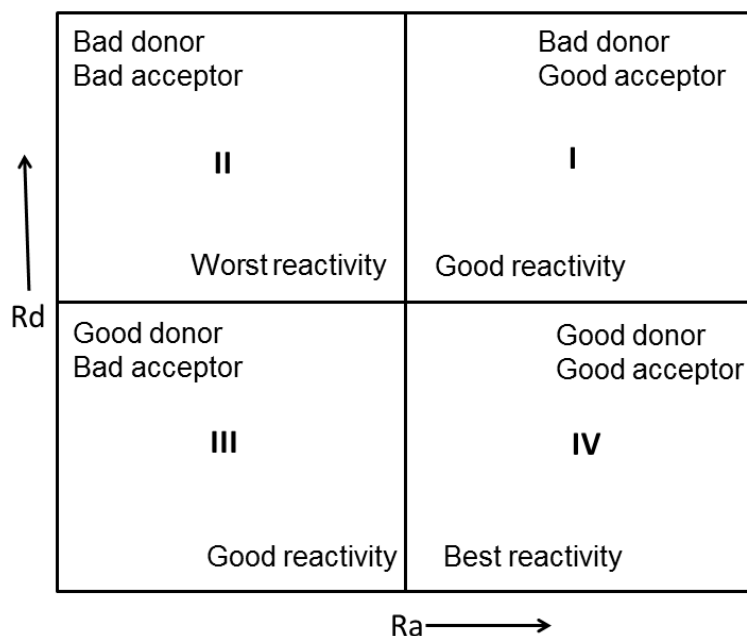 Bad donor
Bad acceptor
II
Worst reactivity
Bad donor
Good acceptor
I
Good reactivity
Rd
Good donor
Bad acceptor
III
Good reactivity
Good donor
Good acceptor
IV
Best reactivity
Ra